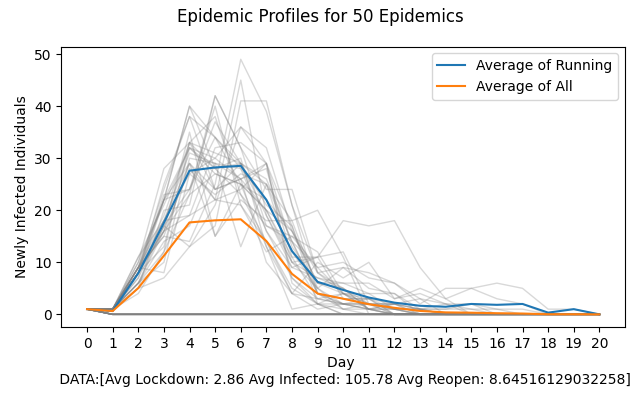 Epidemic Profiles for 50 Epidemics
50
40
30
20
10
0
Newly Infected Individuals
Average of Running
Average of All
0 1 2 3 4 5 6 7 8 9 10 11 12 13 14 15 16 17 18 19 20
Day
DATA:[Avg Lockdown: 2.86 Avg Infected: 105.78 Avg Reopen: 8.64516129032258]